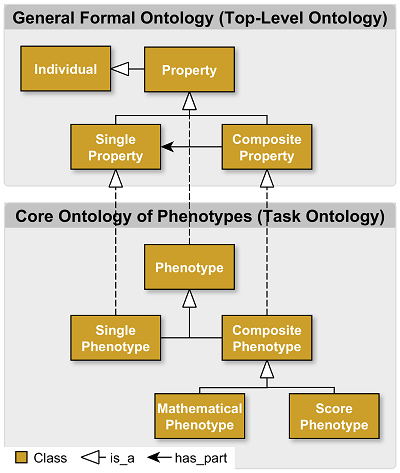 General Formal Ontology (Top-Level Ontology)
Individual
Property
Single
Property
Composite
Property
Core Ontology of Phenotypes (Task Ontology)
Phenotype
Single
Phenotype
Composite
Phenotype
Mathematical
Phenotype
Score
Phenotype
Class is_a has_part